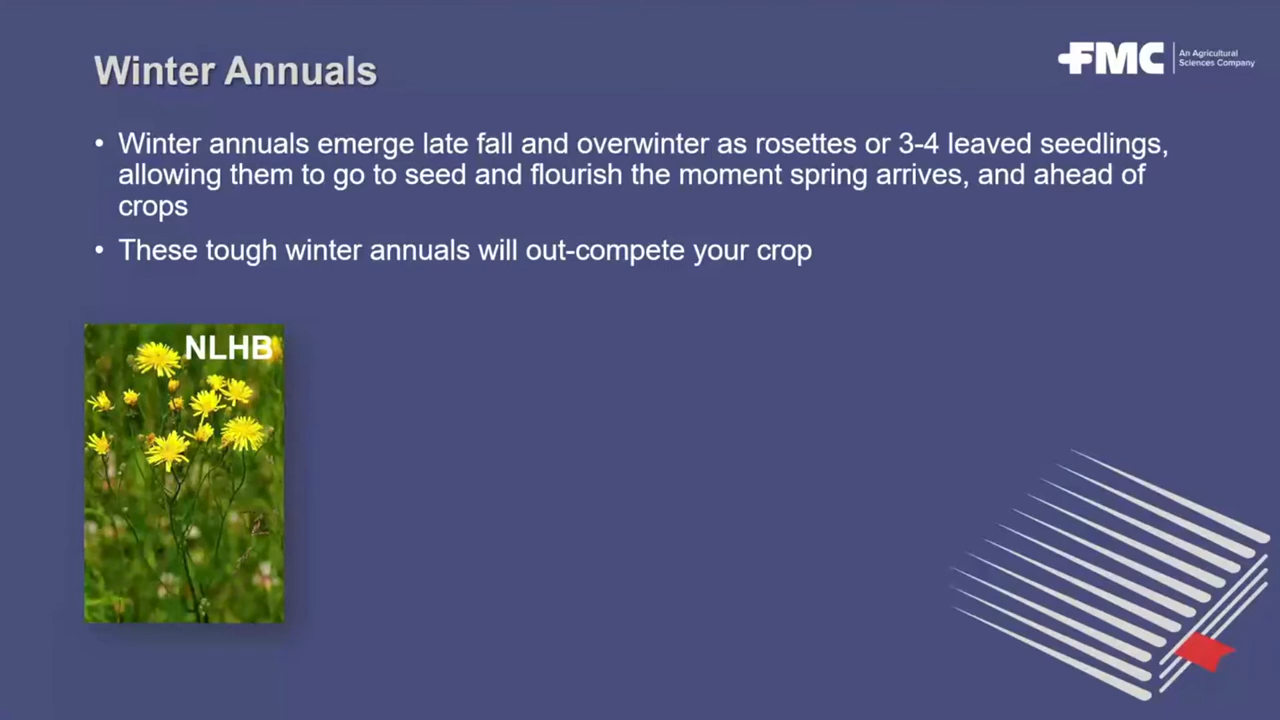 Winter Annuals
FMC
An Agricultural
Sciences Company
• Winter annuals emerge late fall and overwinter as rosettes or 3-4 leaved seedlings,
allowing them to go to seed and flourish the moment spring arrives, and ahead of
crops
• These tough winter annuals will out-compete your crop
NLHB